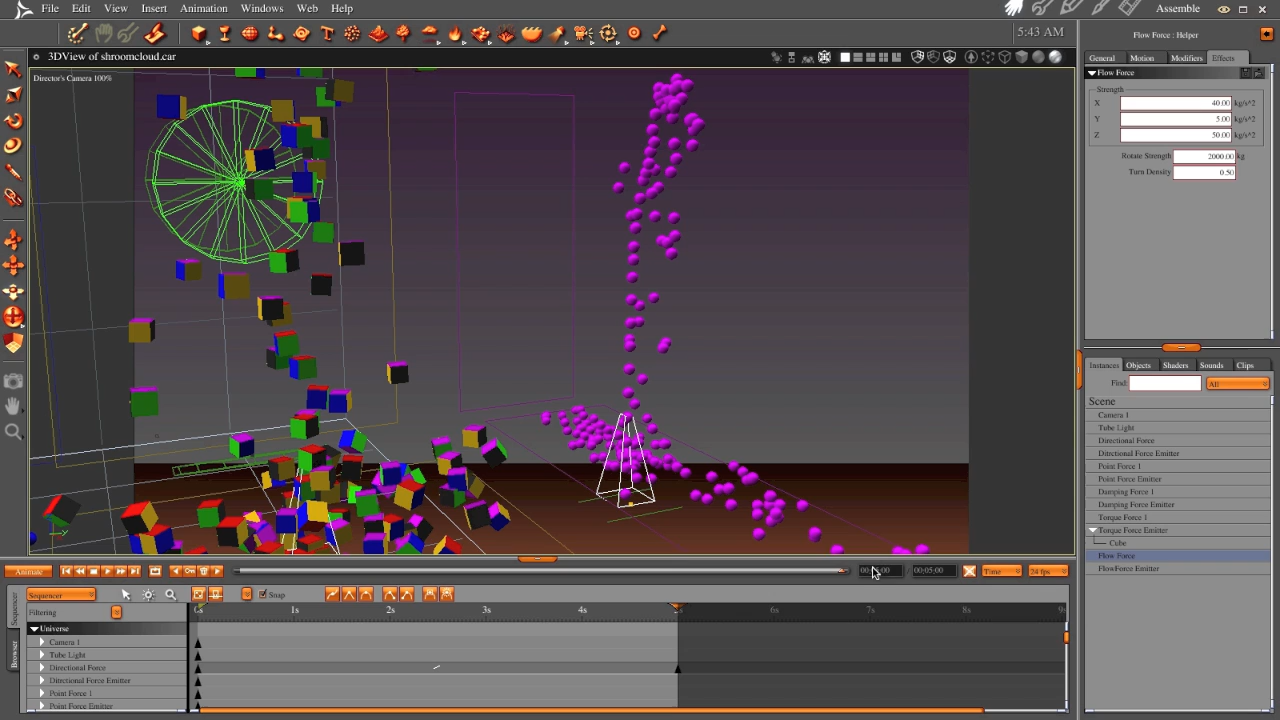 File Edit View Insert Animation Windows Web Help Assemble
5:43 AM
Flow Force : Helper
3DView of shroomcloud.car
General Motion Modifiers Effects
Director's Camera 100%
Flow Force
Strength
X 40.00 kg/s^2
Y 5.00 kg/s^2
Z 50.00 kg/s^2
Rotate Strength 2000.00 kg
Turn Density 0.50
Instances Objects Shaders Sounds Clips
Find: All
Scene
Camera 1
Tube Light
Directional Force
Ditrctional Force Emitter
Point Force 1
Point Force Emitter
Damping Force 1
Damping Force Emitter
Torque Force 1
Torque Force Emitter
Cube
Flow Force
FlowForce Emitter
Animate 00:05:00 Time 24 fps
Sequencer Snap
Filtering 1s 2s 3s 4s 6s 7s 8s 9s
Universe
Camera 1
Tube Light
Directional Force
Ditrctional Force Emitter
Point Force 1
Point Force Emitter
Sequencer
Browser